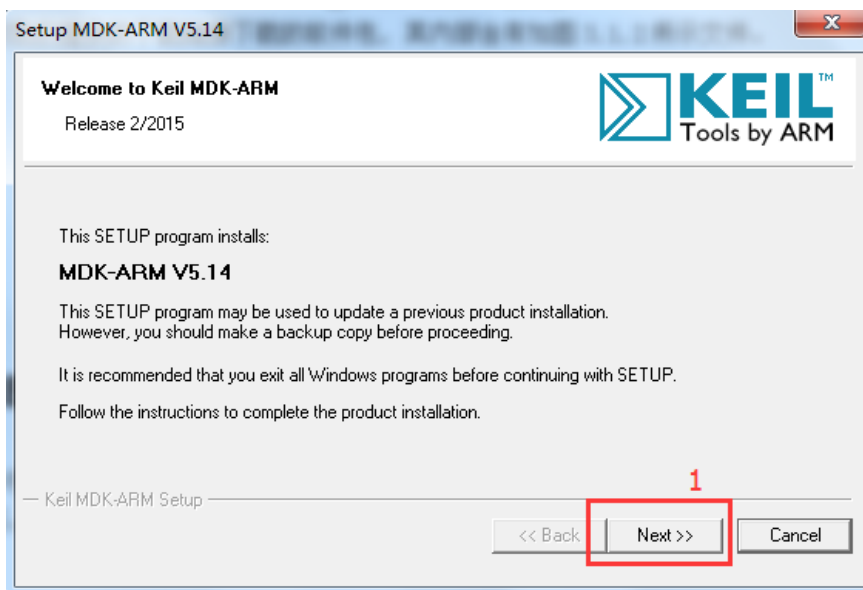 Setup MDK-ARM V5.14
Welcome to Keil MDK-ARM
Release 2/2015
KEIL™
Tools by ARM
This SETUP program installs:
MDK-ARM V5.14
This SETUP program may be used to update a previous product installation.
However, you should make a backup copy before proceeding.
It is recommended that you exit all Windows programs before continuing with SETUP.
Follow the instructions to complete the product installation.
1
Keil MDK-ARM Setup
<< Back
Next >>
Cancel